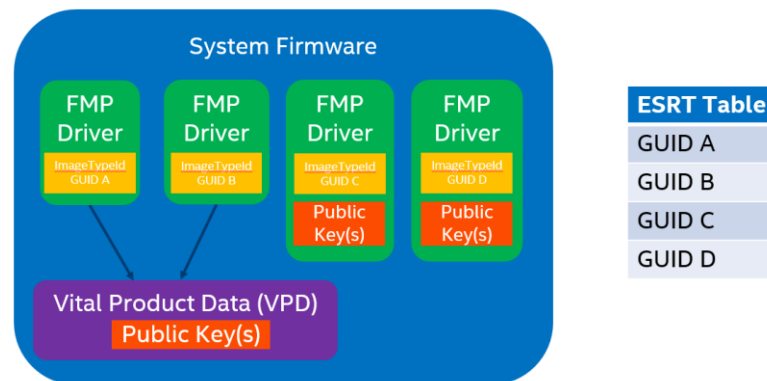 System Firmware
FMP
Driver
ImageTypeId
GUID A
FMP
Driver
ImageTypeId
GUID B
FMP
Driver
ImageTypeId
GUID C
Public
Key(s)
FMP
Driver
ImageTypeId
GUID D
Public
Key(s)
Vital Product Data (VPD)
Public Key(s)
ESRT Table
GUID A
GUID B
GUID C
GUID D